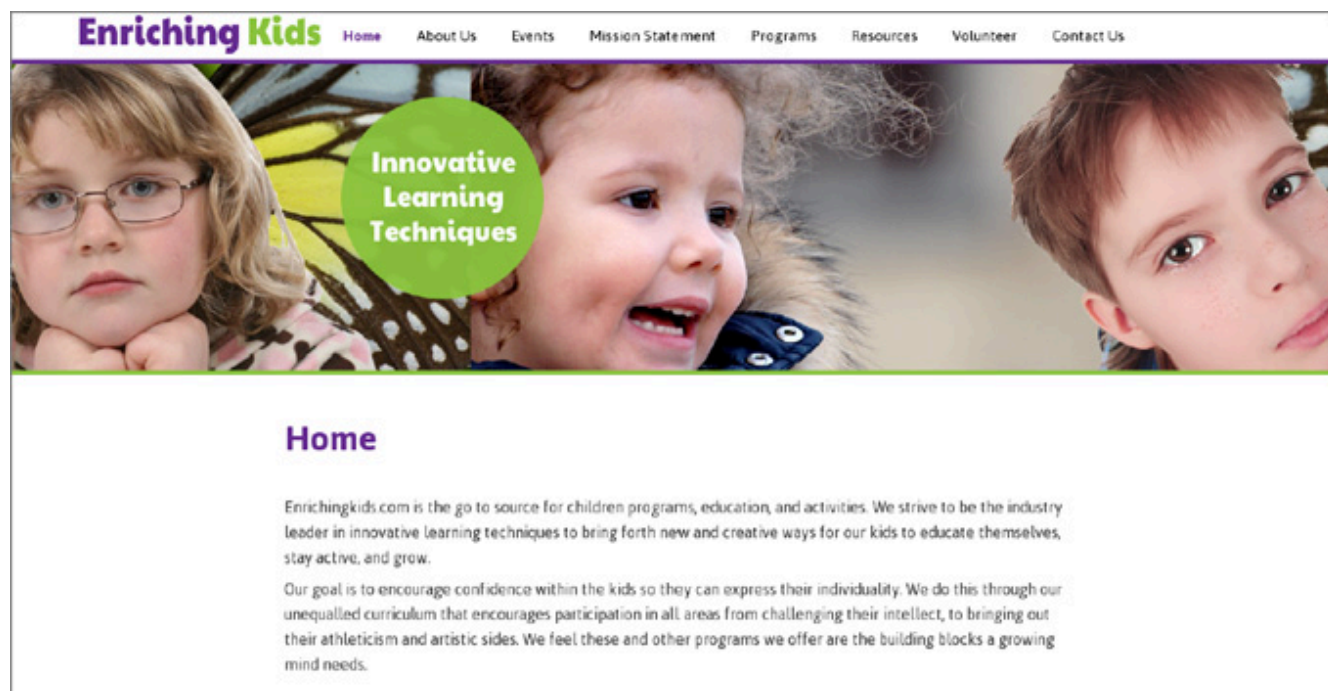 Enriching Kids Home About Us Events Mission Statement Programs Resources Volunteer Contact Us
Innovative
Learning
Techniques
Home
Enrichingkids.com is the go to source for children programs, education, and activities. We strive to be the industry
leader in innovative learning techniques to bring forth new and creative ways for our kids to educate themselves,
stay active, and grow.
Our goal is to encourage confidence within the kids so they can express their individuality. We do this through our
unequalled curriculum that encourages participation in all areas from challenging their intellect, to bringing out
their athleticism and artistic sides. We feel these and other programs we offer are the building blocks a growing
mind needs.